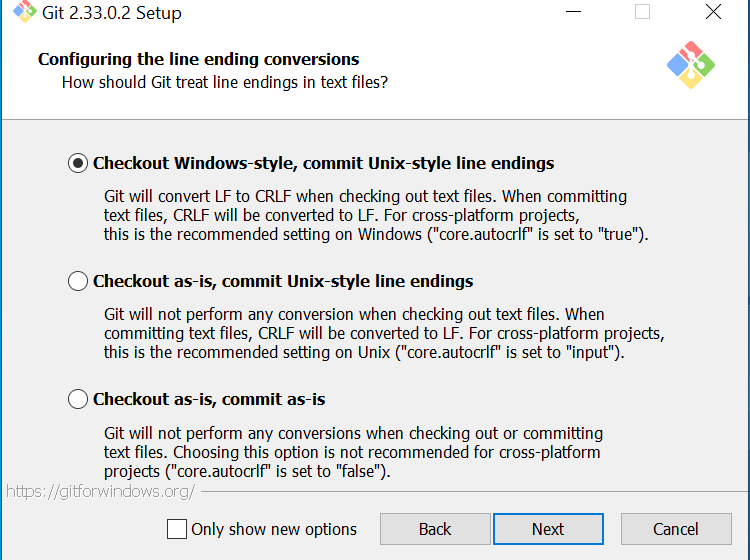 Git 2.33.0.2 Setup
Configuring the line ending conversions
How should Git treat line endings in text files?
Checkout Windows-style, commit Unix-style line endings
Git will convert LF to CRLF when checking out text files. When committing
text files, CRLF will be converted to LF. For cross-platform projects,
this is the recommended setting on Windows ("core.autocrlf" is set to "true").
Checkout as-is, commit Unix-style line endings
Git will not perform any conversion when checking out text files. When
committing text files, CRLF will be converted to LF. For cross-platform projects,
this is the recommended setting on Unix ("core.autocrlf" is set to "input").
Checkout as-is, commit as-is
Git will not perform any conversions when checking out or committing
text files. Choosing this option is not recommended for cross-platform
projects ("core.autocrlf" is set to "false").
https://gitforwindows.org/
Only show new options Back Next Cancel